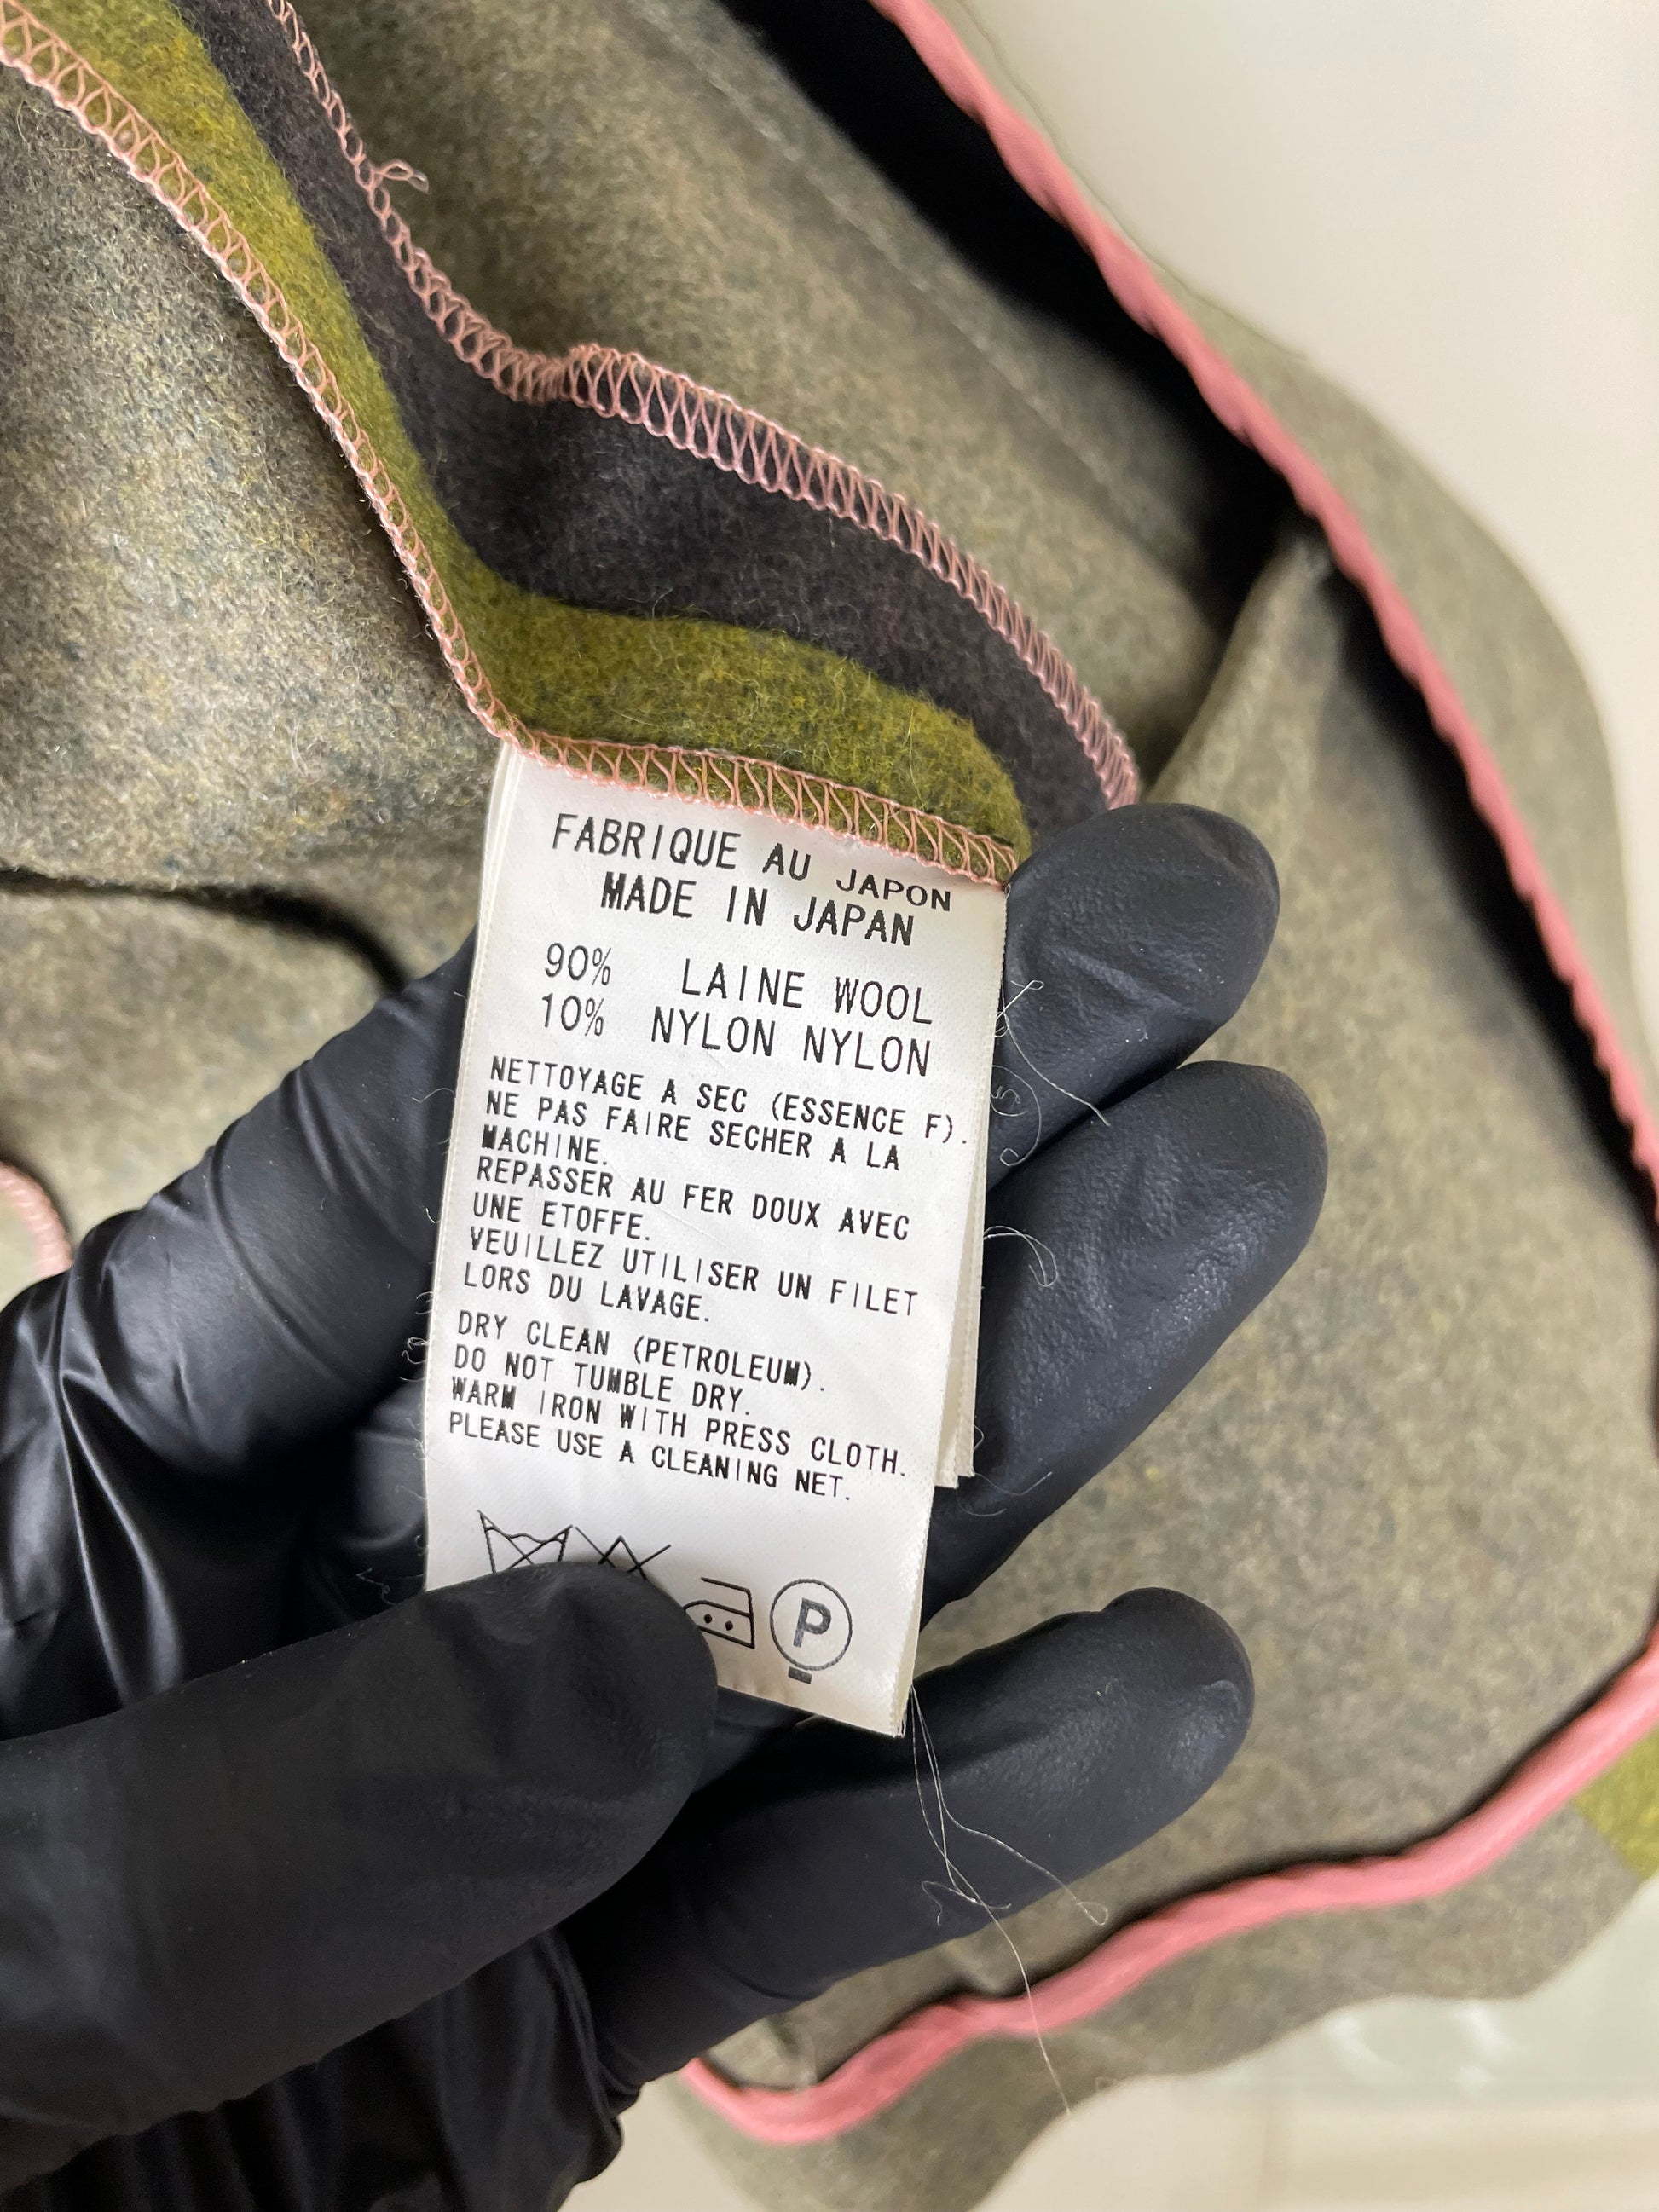 FABRIQUE AU JAPON
MADE IN JAPAN
90% LAINE WOOL
10% NYLON NYLON
NETTOYAGE A SEC (ESSENCE F).
NE PAS FAIRE SECHER A LA
MACHINE.
REPASSER AU FER DOUX AVEC
UNE ETOFFE.
VEUILLEZ UTILISER UN FILET
LORS DU LAVAGE.
DRY CLEAN (PETROLEUM).
DO NOT TUMBLE DRY.
WARM IRON WITH PRESS CLOTH.
PLEASE USE A CLEANING NET.
P